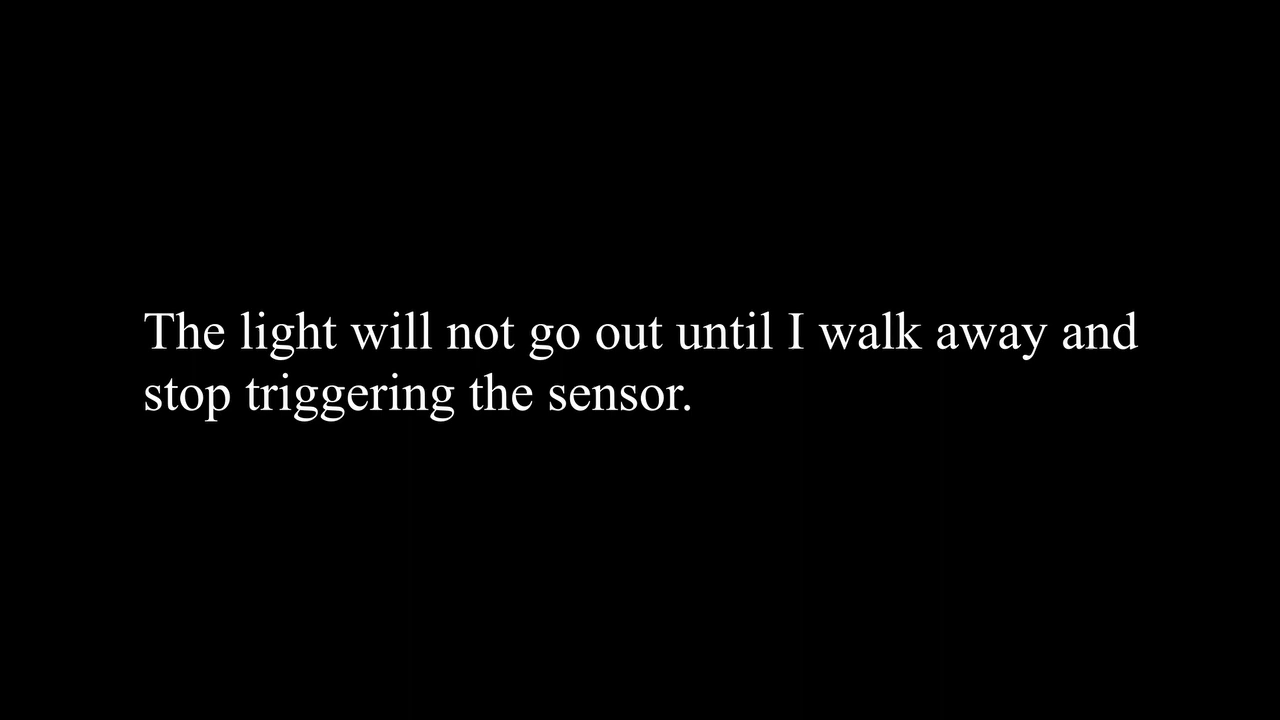 The light will not go out until I walk away and
stop triggering the sensor.